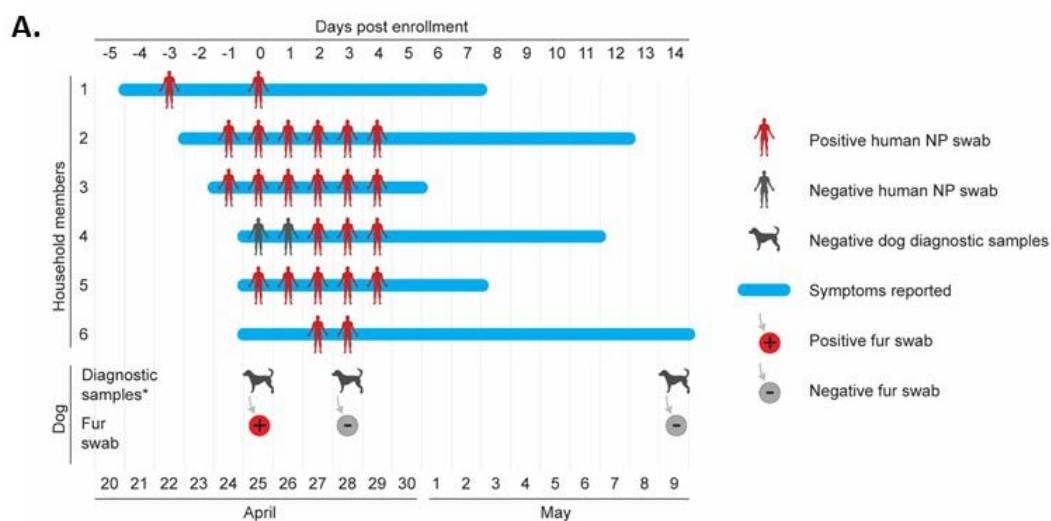 A.
Days post enrollment
-5 -4 -3 -2 -1 0 1 2 3 4 5 6 7 8 9 10 11 12 13 14
Household members
1
2
3
4
5
6
Dog
Diagnostic
samples*
Fur
swab
+ - -
20 21 22 23 24 25 26 27 28 29 30 1 2 3 4 5 6 7 8 9
April May
Positive human NP swab
Negative human NP swab
Negative dog diagnostic samples
Symptoms reported
+ Positive fur swab
- Negative fur swab